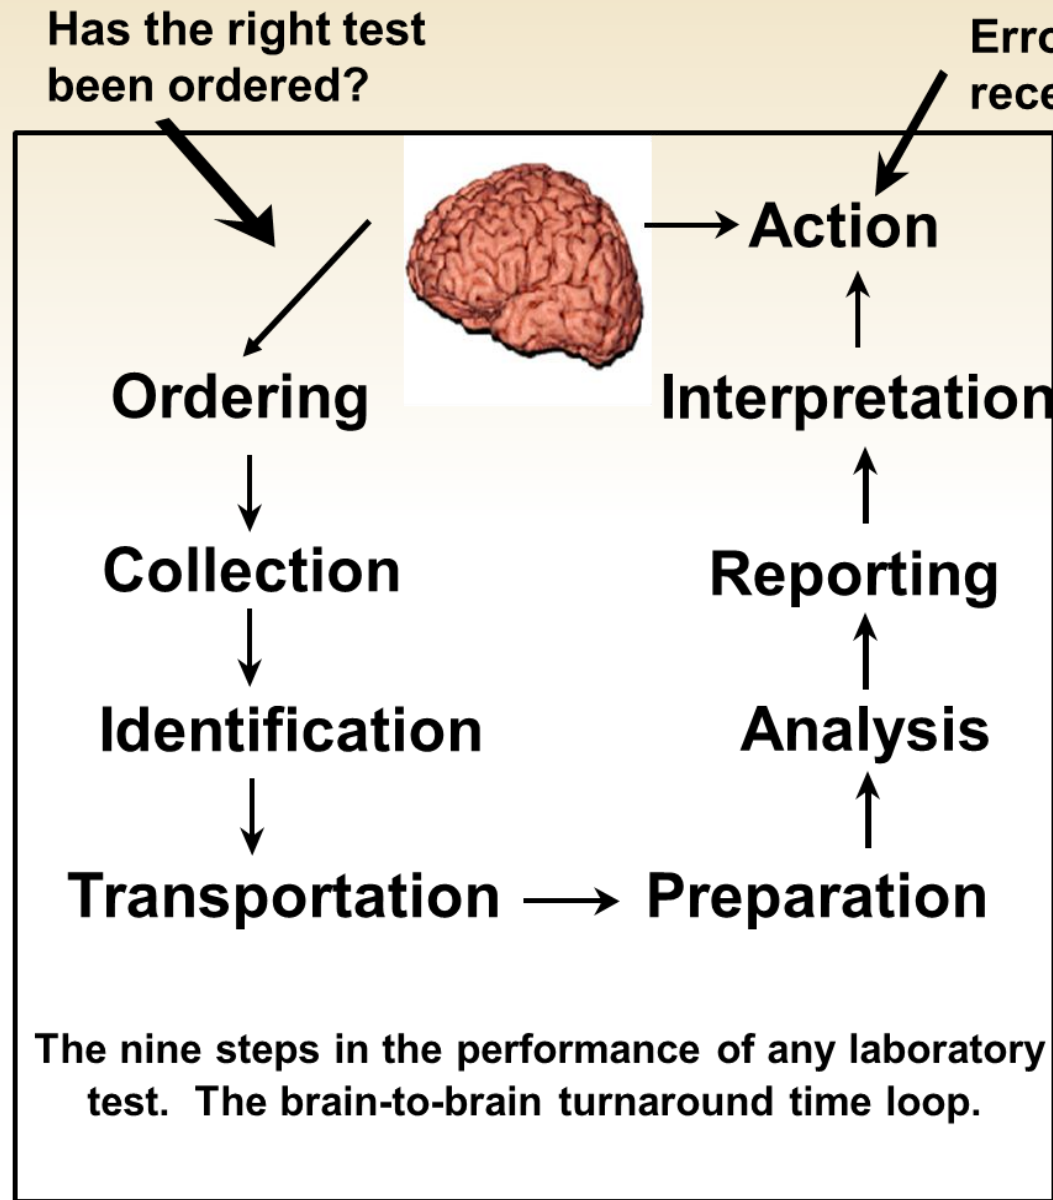 Has the right test
been ordered?
Action
Ordering
Interpretation
Collection
Reporting
Identification
Analysis
Transportation
Preparation
The nine steps in the performance of any laboratory
test. The brain-to-brain turnaround time loop.